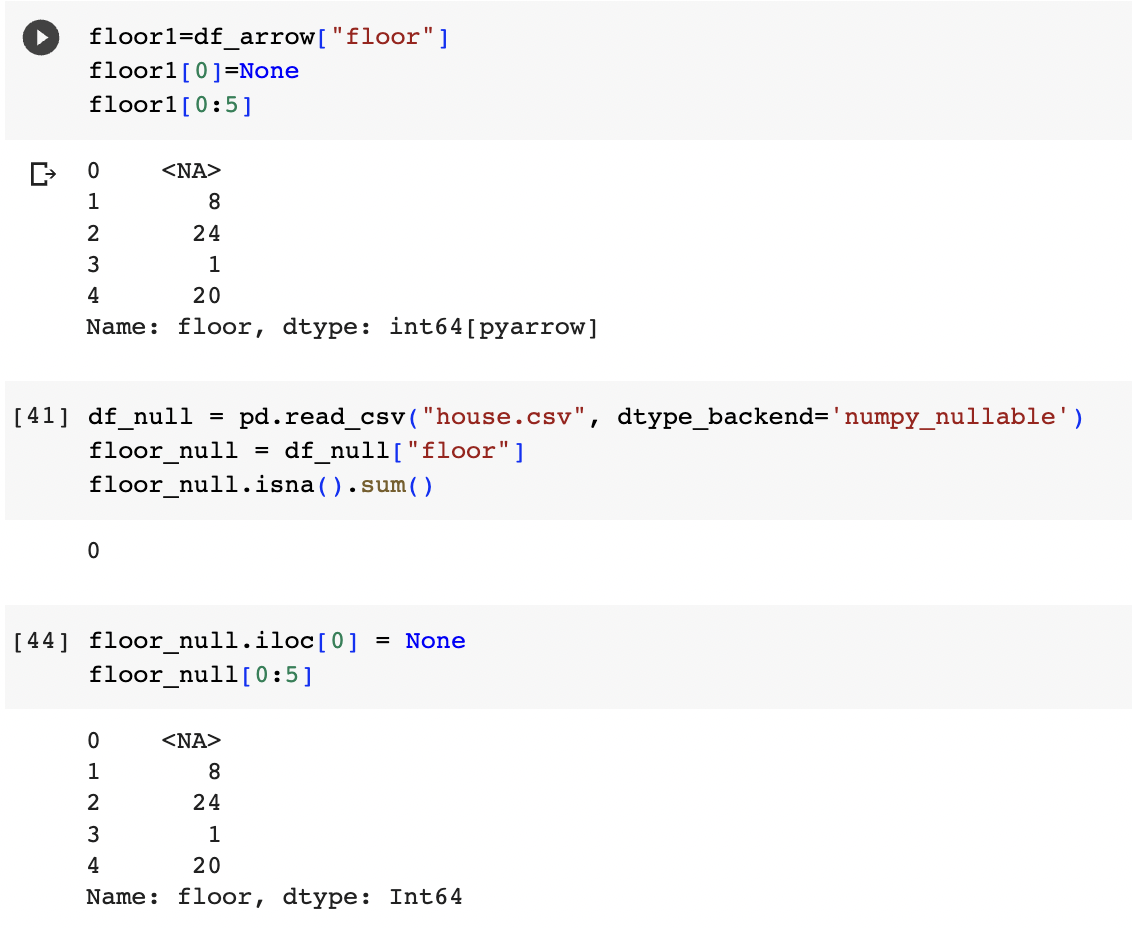 floor1=df_arrow["floor"]
floor1[0]=None
floor1[0:5]
0     <NA>
1        8
2       24
3        1
4       20
Name: floor, dtype: int64[pyarrow]
[41] df_null = pd.read_csv("house.csv", dtype_backend='numpy_nullable')
floor_null = df_null["floor"]
floor_null.isna().sum()
0
[44] floor_null.iloc[0] = None
floor_null[0:5]
0     <NA>
1        8
2       24
3        1
4       20
Name: floor, dtype: Int64